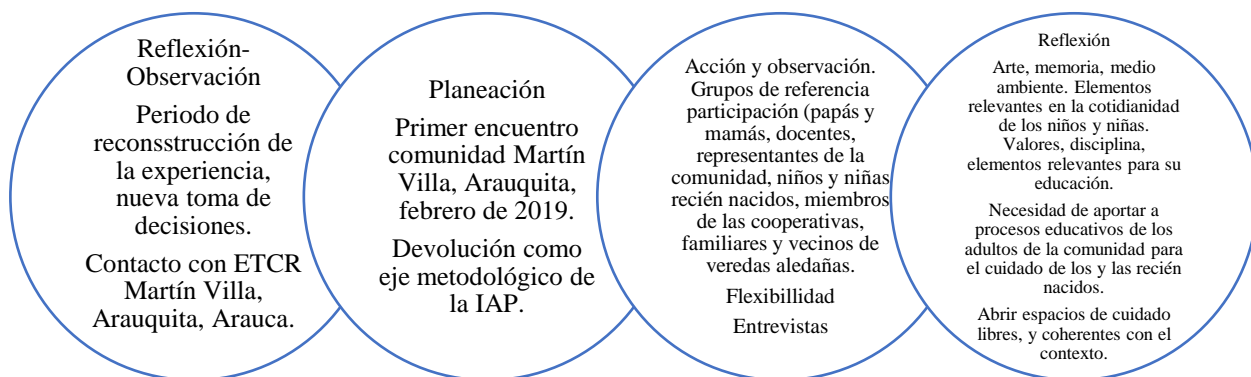 Reflexión-
Observación
Periodo de
reconsstrucción de
la experiencia,
nueva toma de
decisiones.
Contacto con ETCR
Martín Villa,
Arauquita, Arauca.
Planeación
Primer encuentro
comunidad Martín
Villa, Arauquita,
febrero de 2019.
Devolución como
eje metodológico de
la IAP.
Acción y observación.
Grupos de referencia
participación (papás y
mamás, docentes,
representantes de la
comunidad, niños y niñas
recién nacidos, miembros
de las cooperativas,
familiares y vecinos de
veredas aledañas.
Flexibillidad
Entrevistas
Reflexión
Arte, memoria, medio
ambiente. Elementos
relevantes en la cotidianidad
de los niños y niñas.
Valores, disciplina,
elementos relevantes para su
educación.
Necesidad de aportar a
procesos educativos de los
adultos de la comunidad para
el cuidado de los y las recién
nacidos.
Abrir espacios de cuidado
libres, y coherentes con el
contexto.